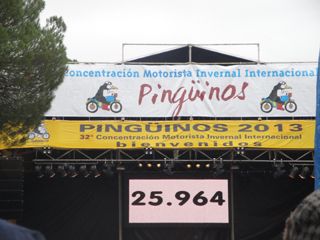 Concentración Motorista Invernal Internacional
Pingüinos
PINGÜINOS 2013
32ª Concentración Motorista Invernal Internacional
bienvenidos
25.964